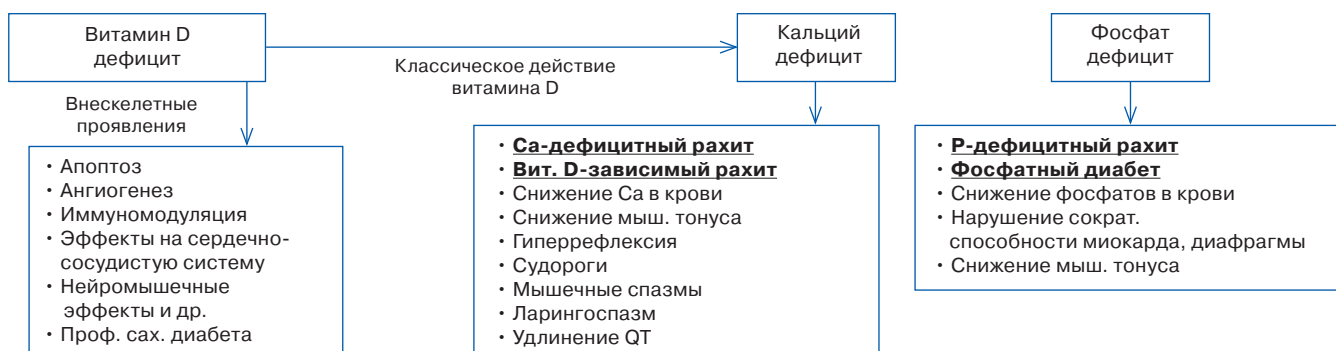 Витамин D
дефицит
Классическое действие
витамина D
Кальций
дефицит
Фосфат
дефицит
Внескелетные
проявления
· Апоптоз
· Ангиогенез
· Иммуномодуляция
· Эффекты на сердечно-
сосудистую систему
· Нейромышечные
эффекты и др.
· Проф. сах. диабета
· Са-дефицитный рахит
· Вит. D-зависимый рахит
· Снижение Са в крови
· Снижение мыш. тонуса
· Гиперрефлексия
· Судороги
· Мышечные спазмы
· Ларингоспазм
· Удлинение QT
· Р-дефицитный рахит
· Фосфатный диабет
· Снижение фосфатов в крови
· Нарушение сократ.
способности миокарда, диафрагмы
· Снижение мыш. тонуса